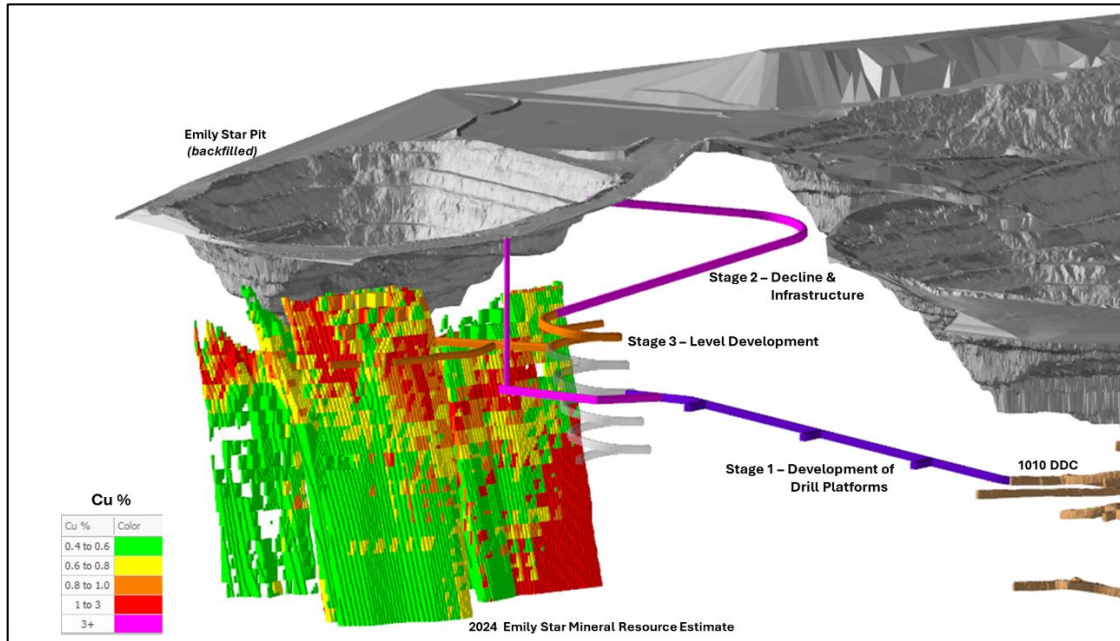 Emily Star Pit
(backfilled)
Stage 2 – Decline &
Infrastructure
Stage 3 – Level Development
Stage 1 – Development of
Drill Platforms
1010 DDC
Cu %
Cu % Color
0.4 to 0.6
0.6 to 0.8
0.8 to 1.0
1 to 3
3+
2024 Emily Star Mineral Resource Estimate